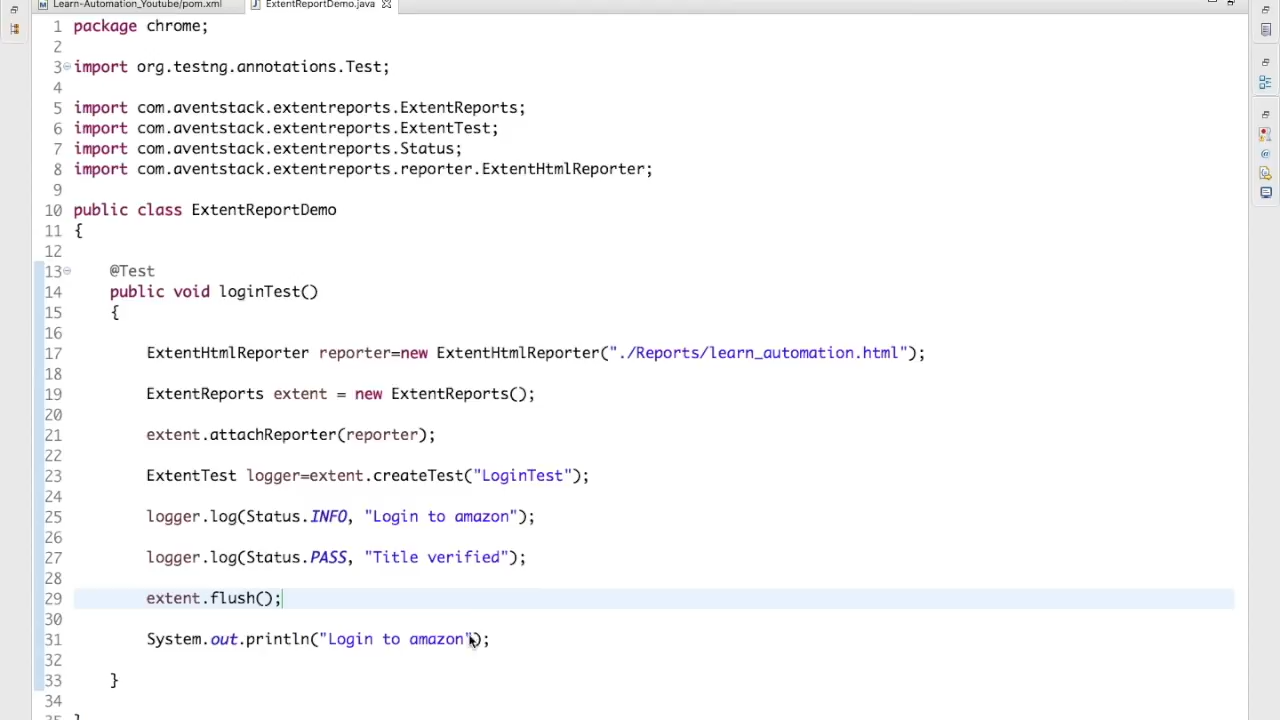 Learn-Automation_Youtube/pom.xml ExtentReportDemo.java
1 package chrome;
2
3 import org.testng.annotations.Test;
4
5 import com.aventstack.extentreports.ExtentReports;
6 import com.aventstack.extentreports.ExtentTest;
7 import com.aventstack.extentreports.Status;
8 import com.aventstack.extentreports.reporter.ExtentHtmlReporter;
9
10 public class ExtentReportDemo
11 {
12
13 @Test
14 public void loginTest()
15 {
16
17 ExtentHtmlReporter reporter=new ExtentHtmlReporter("./Reports/learn_automation.html");
18
19 ExtentReports extent = new ExtentReports();
20
21 extent.attachReporter(reporter);
22
23 ExtentTest logger=extent.createTest("LoginTest");
24
25 logger.log(Status.INFO, "Login to amazon");
26
27 logger.log(Status.PASS, "Title verified");
28
29 extent.flush();
30
31 System.out.println("Login to amazon");
32
33 }
34
35 }